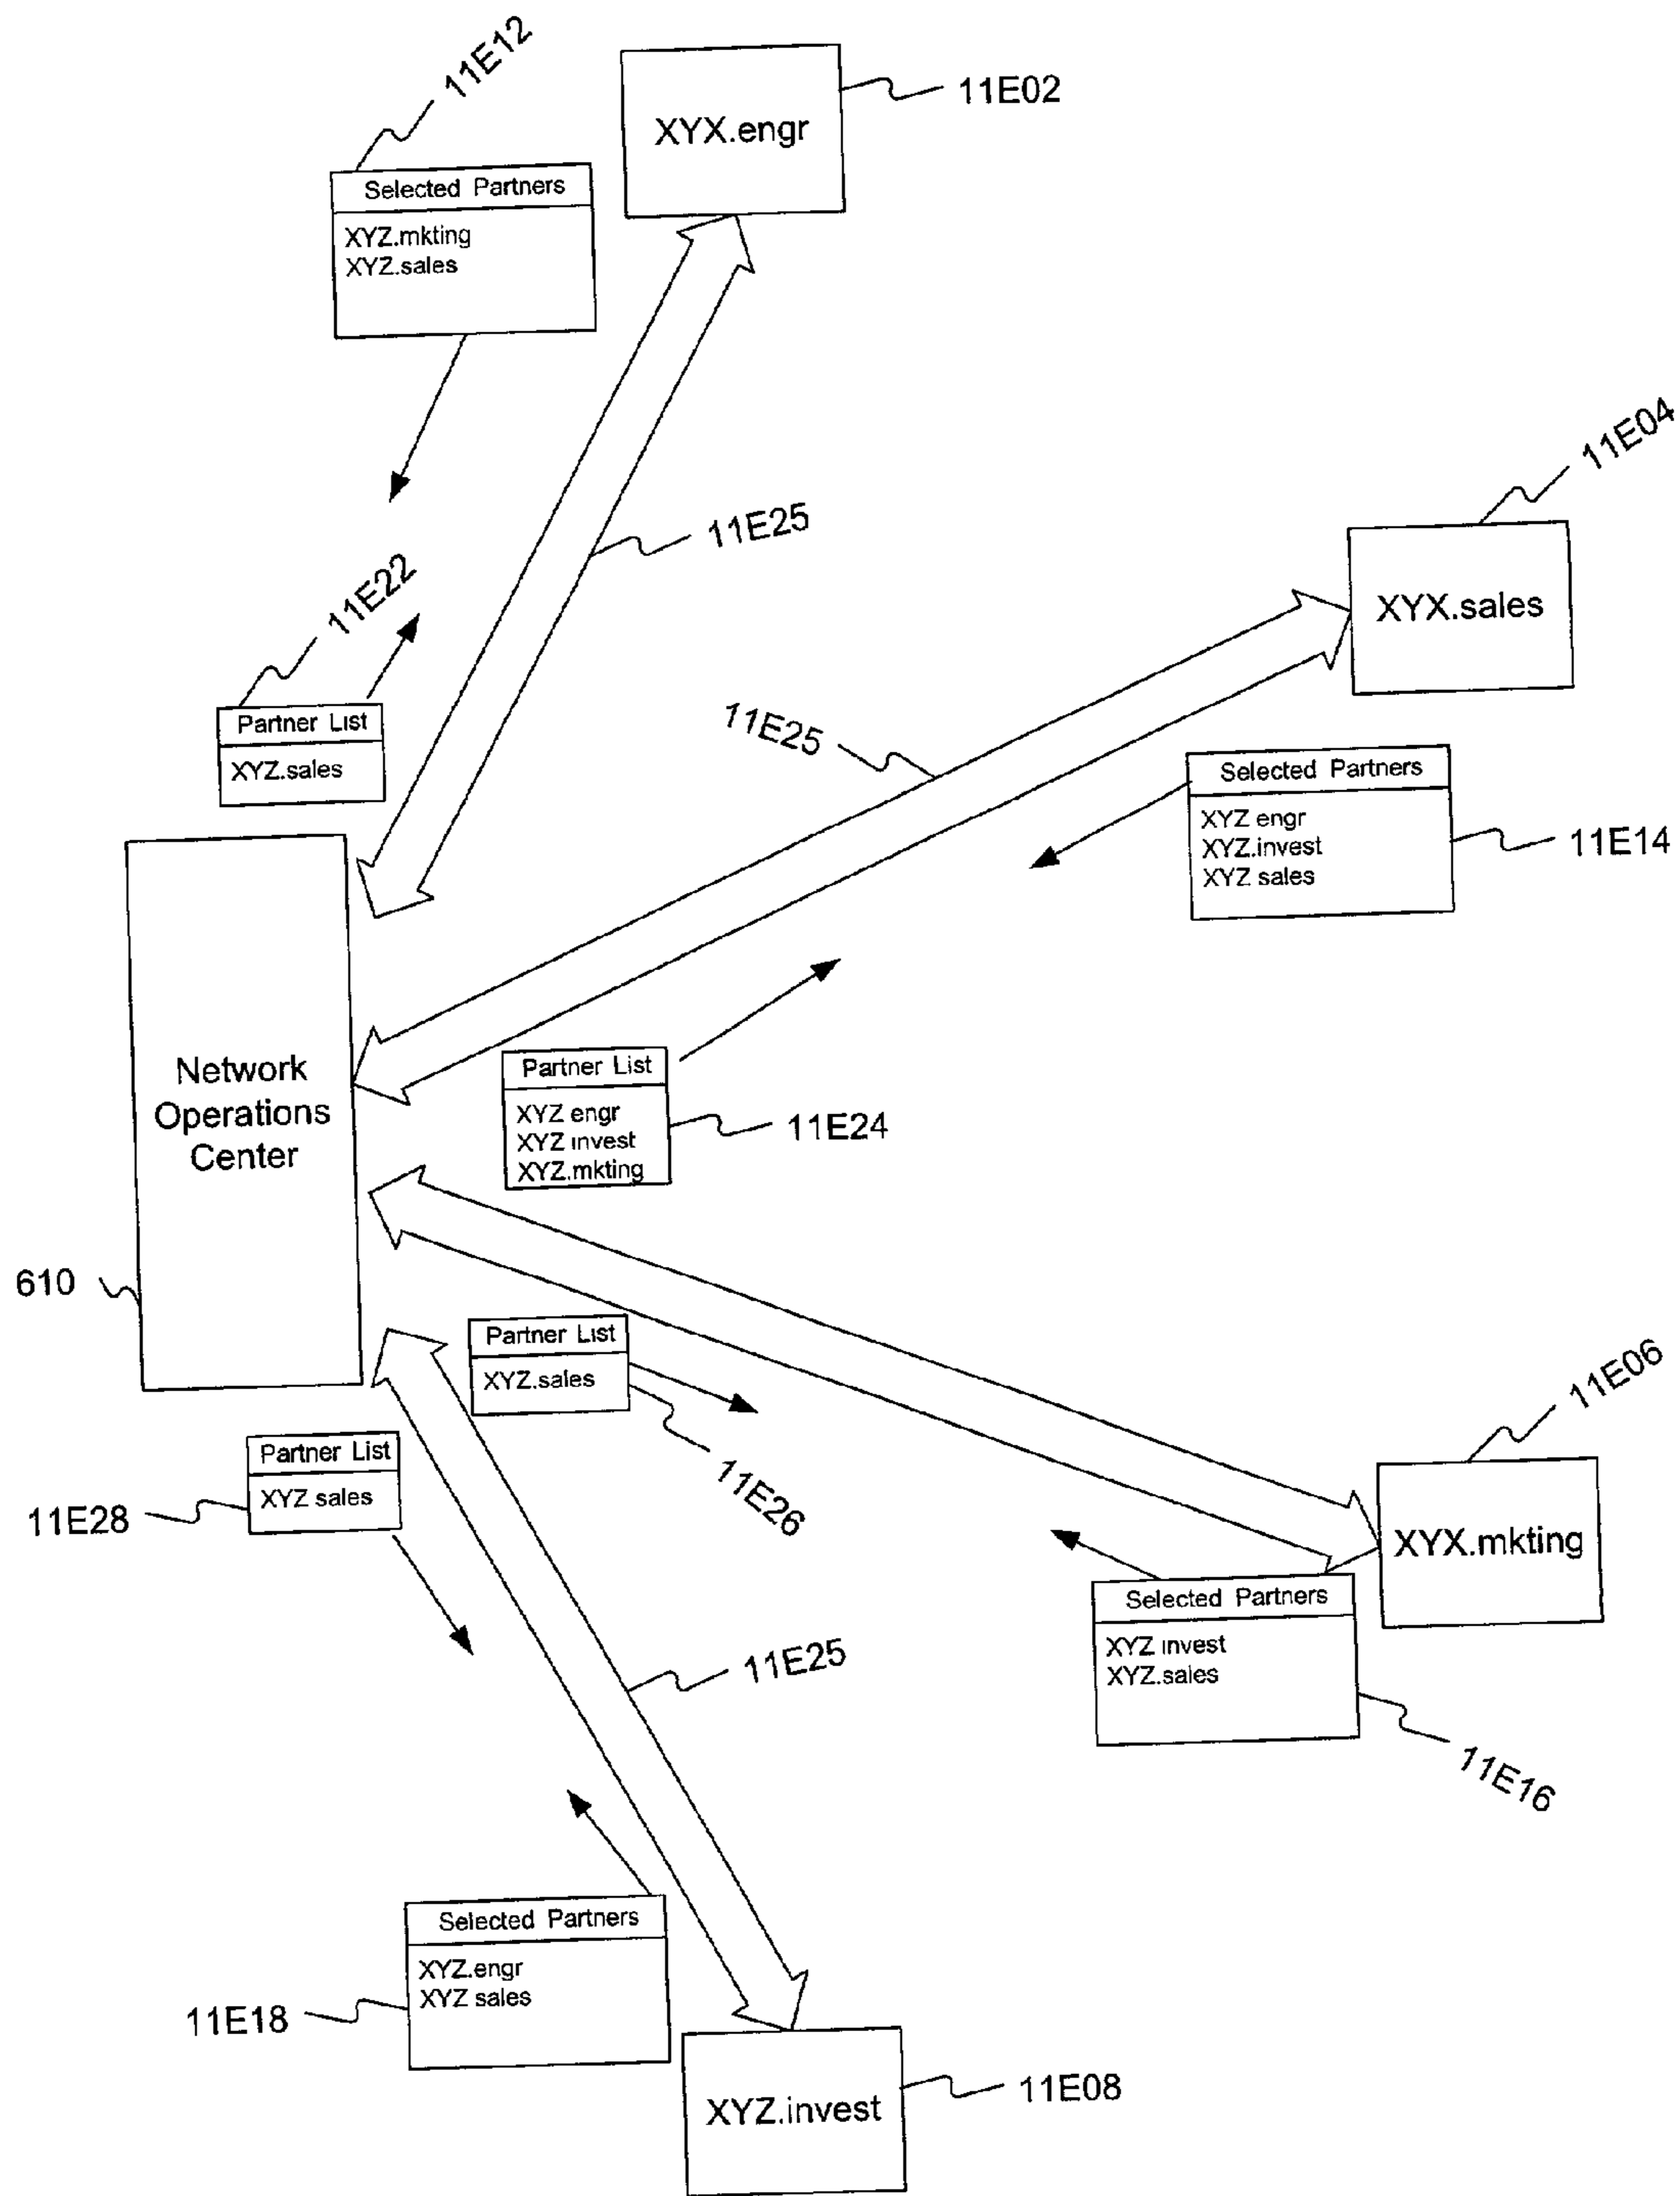 11E12
XYX.engr
11E02
Selected Partners
XYZ.mkting
XYZ.sales
11E04
XYX.sales
11E25
11E22
Partner List
XYZ.sales
11E25
Selected Partners
XYZ engr
XYZ.invest
XYZ sales
11E14
Network
Operations
Center
Partner List
XYZ engr
XYZ invest
XYZ.mkting
11E24
610
Partner List
XYZ.sales
11E26
11E06
XYX.mkting
Partner List
XYZ sales
11E28
Selected Partners
XYZ invest
XYZ.sales
11E16
11E25
Selected Partners
XYZ.engr
XYZ sales
11E18
XYZ.invest
11E08